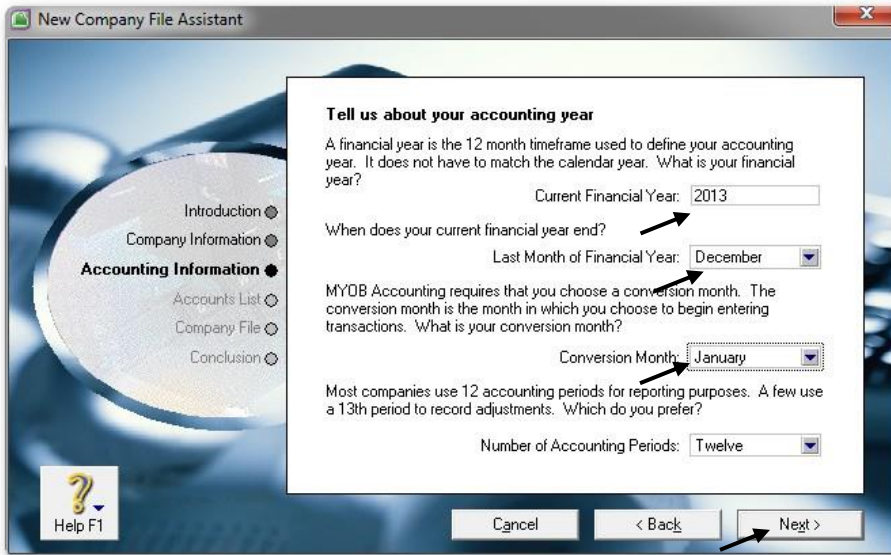 New Company File Assistant
X
Introduction
Company Information
Accounting Information
Accounts List
Company File
Conclusion
Tell us about your accounting year
A financial year is the 12 month timeframe used to define your accounting
year. It does not have to match the calendar year. What is your financial
year?
Current Financial Year: 2013
When does your current financial year end?
Last Month of Financial Year: December
MYOB Accounting requires that you choose a conversion month. The
conversion month is the month in which you choose to begin entering
transactions. What is your conversion month?
Conversion Month: January
Most companies use 12 accounting periods for reporting purposes. A few use
a 13th period to record adjustments. Which do you prefer?
Number of Accounting Periods: Twelve
?
Help F1
Cancel
< Back
Next >